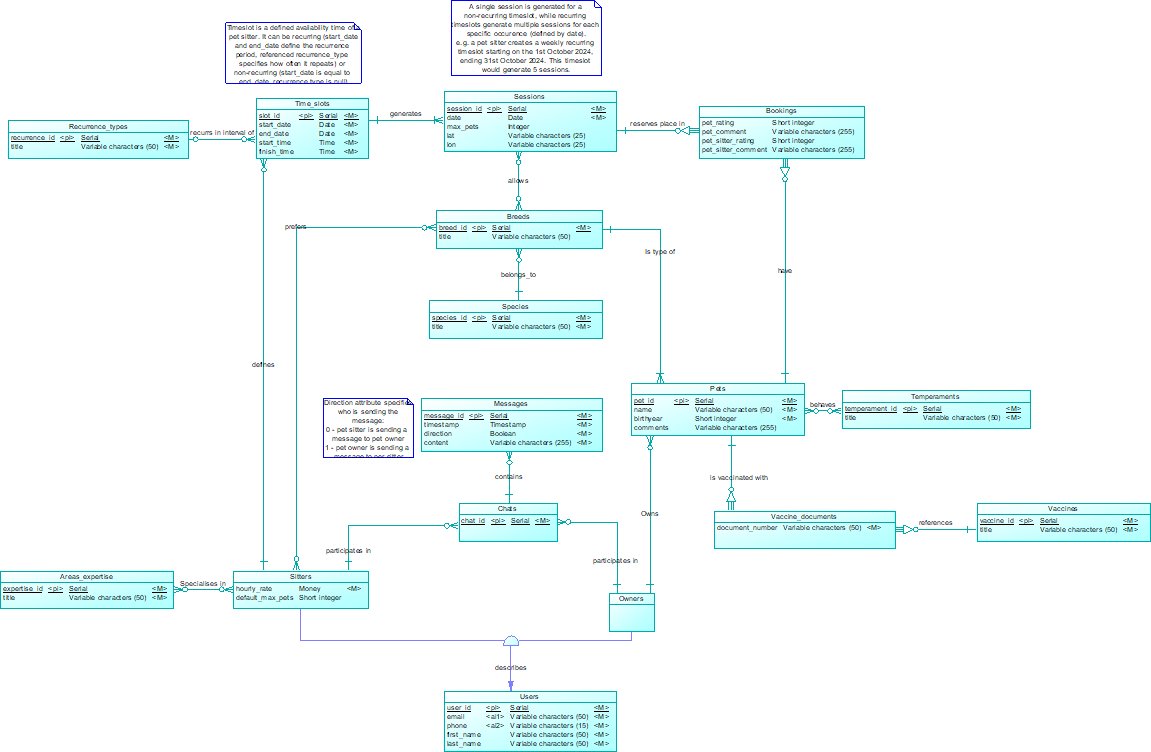 A single session is generated for a
non-recurring timeslot, while recurring
timeslots generate multiple sessions for each
specific occurence (defined by date).
e.g. a pet sitter creates a weekly recurring
timeslot starting on the 1st October 2024,
ending 31st October 2024. This timeslot
would generate 5 sessions.
Timeslot is a defined availability time of a
pet sitter. It can be recurring (start_date
and end_date define the recurrence
period, referenced recurrence_type
specifies how often it repeats) or
non-recurring (start_date is equal to
end_date, recurrence type is null)
Recurrence_types
recurrence_id <pi> Serial <M>
title Variable characters (50) <M>
recurrs in interval of
Time_slots
slot_id <pi> Serial <M>
start_date Date <M>
end_date Date <M>
start_time Time <M>
finish_time Time <M>
generates
Sessions
session_id <pi> Serial <M>
date Date <M>
max_pets Integer
lat Variable characters (25)
lon Variable characters (25)
reserves place in
Bookings
pet_rating Short integer
pet_comment Variable characters (255)
pet_sitter_rating Short integer
pet_sitter_comment Variable characters (255)
allows
prefers
Breeds
breed_id <pi> Serial <M>
title Variable characters (50)
Is type of
have
belongs_to
Species
species_id <pi> Serial <M>
title Variable characters (50) <M>
defines
Direction attribute specifies
who is sending the
message:
0 - pet sitter is sending a
message to pet owner
1 - pet owner is sending a
Messages
message_id <pi> Serial <M>
timestamp Timestamp <M>
direction Boolean <M>
content Variable characters (255) <M>
Pets
pet_id <pi> Serial <M>
name Variable characters (50) <M>
birthyear Short integer <M>
comments Variable characters (255)
behaves
Temperaments
temperament_id <pi> Serial <M>
title Variable characters (50) <M>
contains
is vaccinated with
Chats
chat_id <pi> Serial <M>
Owns
Vaccine_documents
document_number Variable characters (50) <M>
references
Vaccines
vaccine_id <pi> Serial <M>
title Variable characters (50) <M>
participates in
participates in
Areas_expertise
expertise_id <pi> Serial <M>
title Variable characters (50) <M>
Specialises in
Sitters
hourly_rate Money <M>
default_max_pets Short integer
Owners
describes
Users
user_id <pi> Serial <M>
email <ai1> Variable characters (50) <M>
phone <ai2> Variable characters (15) <M>
first_name Variable characters (50) <M>
last_name Variable characters (50) <M>